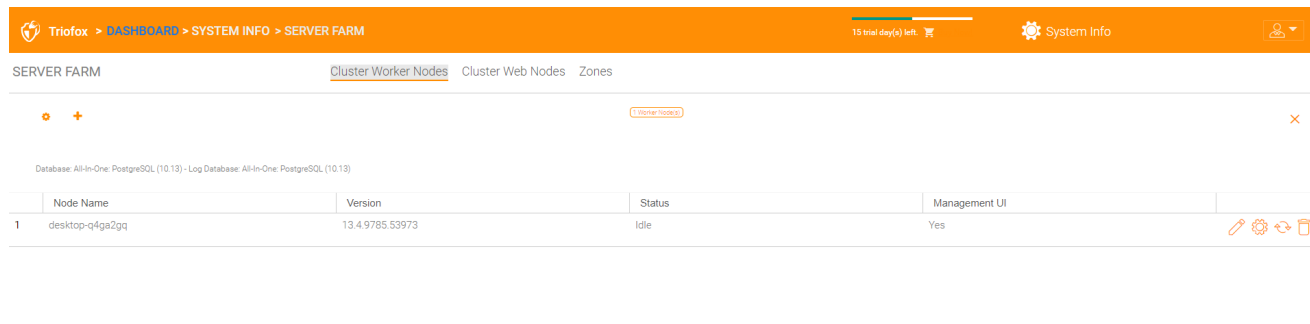 Triofox > DASHBOARD > SYSTEM INFO > SERVER FARM
15 trial day(s) left.
System Info
SERVER FARM
Cluster Worker Nodes Cluster Web Nodes Zones
1 Worker Node(s)
Database: All-In-One: PostgreSQL (10.13) - Log Database: All-In-One: PostgreSQL (10.13)
Node Name Version Status Management UI
1 desktop-q4ga2gq 13.4.9785.53973 Idle Yes